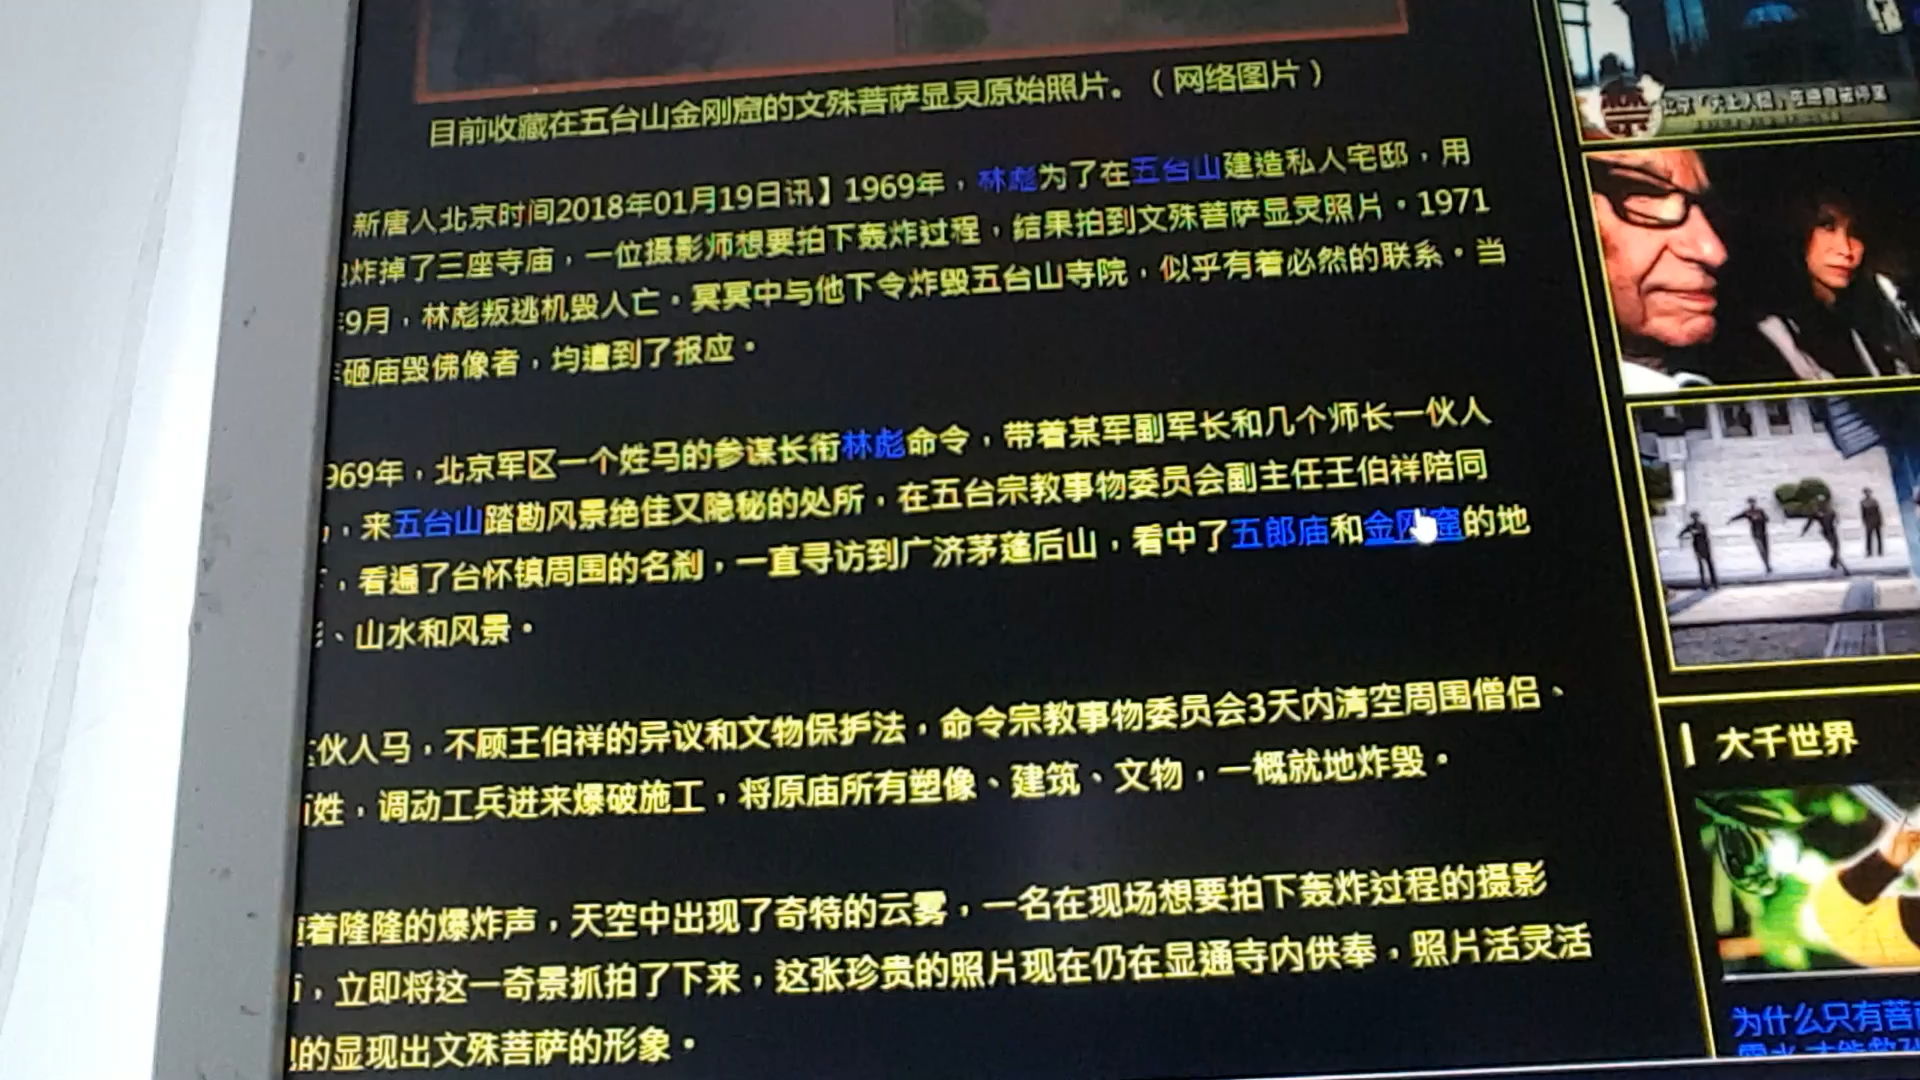 目前收藏在五台山金刚窟的文殊菩萨显灵原始照片。（网络图片）
新唐人北京时间2018年01月19日讯】1969年，林彪为了在五台山建造私人宅邸，用
炸掉了三座寺庙，一位摄影师想要拍下轰炸过程，结果拍到文殊菩萨显灵照片。1971
9月，林彪叛逃机毁人亡。冥冥中与他下令炸毁五台山寺院，似乎有着必然的联系。当
砸庙毁佛像者，均遭到了报应。
969年，北京军区一个姓马的参谋长衔林彪命令，带着某军副军长和几个师长一伙人
，来五台山踏勘风景绝佳又隐秘的处所，在五台宗教事物委员会副主任王伯祥陪同
，看遍了台怀镇周围的名刹，一直寻访到广济茅蓬后山，看中了五郎庙和金刚窟的地
、山水和风景。
伙人马，不顾王伯祥的异议和文物保护法，命令宗教事物委员会3天内清空周围僧侣、
姓，调动工兵进来爆破施工，将原庙所有塑像、建筑、文物，一概就地炸毁。
着隆隆的爆炸声，天空中出现了奇特的云雾，一名在现场想要拍下轰炸过程的摄影
，立即将这一奇景抓拍了下来，这张珍贵的照片现在仍在显通寺内供奉，照片活灵活
的显现出文殊菩萨的形象。
大千世界
为什么只有菩